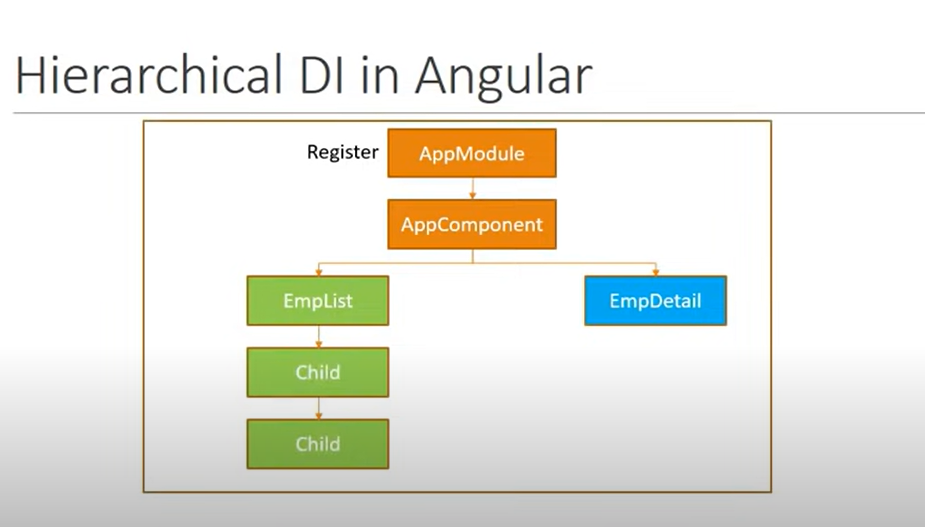 Hierarchical DI in Angular
Register
AppModule
AppComponent
EmpList
EmpDetail
Child
Child